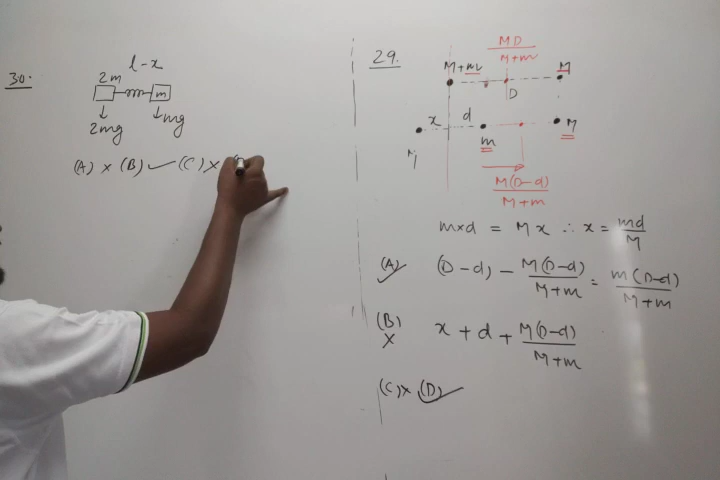 30.
l-x
2m
m
2mg
mg
(A) × (B) ✓ (C) ×
29.
MD
M+m
M+m
M
D
x
d
M
m
M
M(D-d)
M+m
m×d = Mx ∴ x = md/M
(A) ✓ (D-d) - M(D-d)/M+m = m(D-d)/M+m
(B) × x + d + M(D-d)/M+m
(C) × (D) ✓